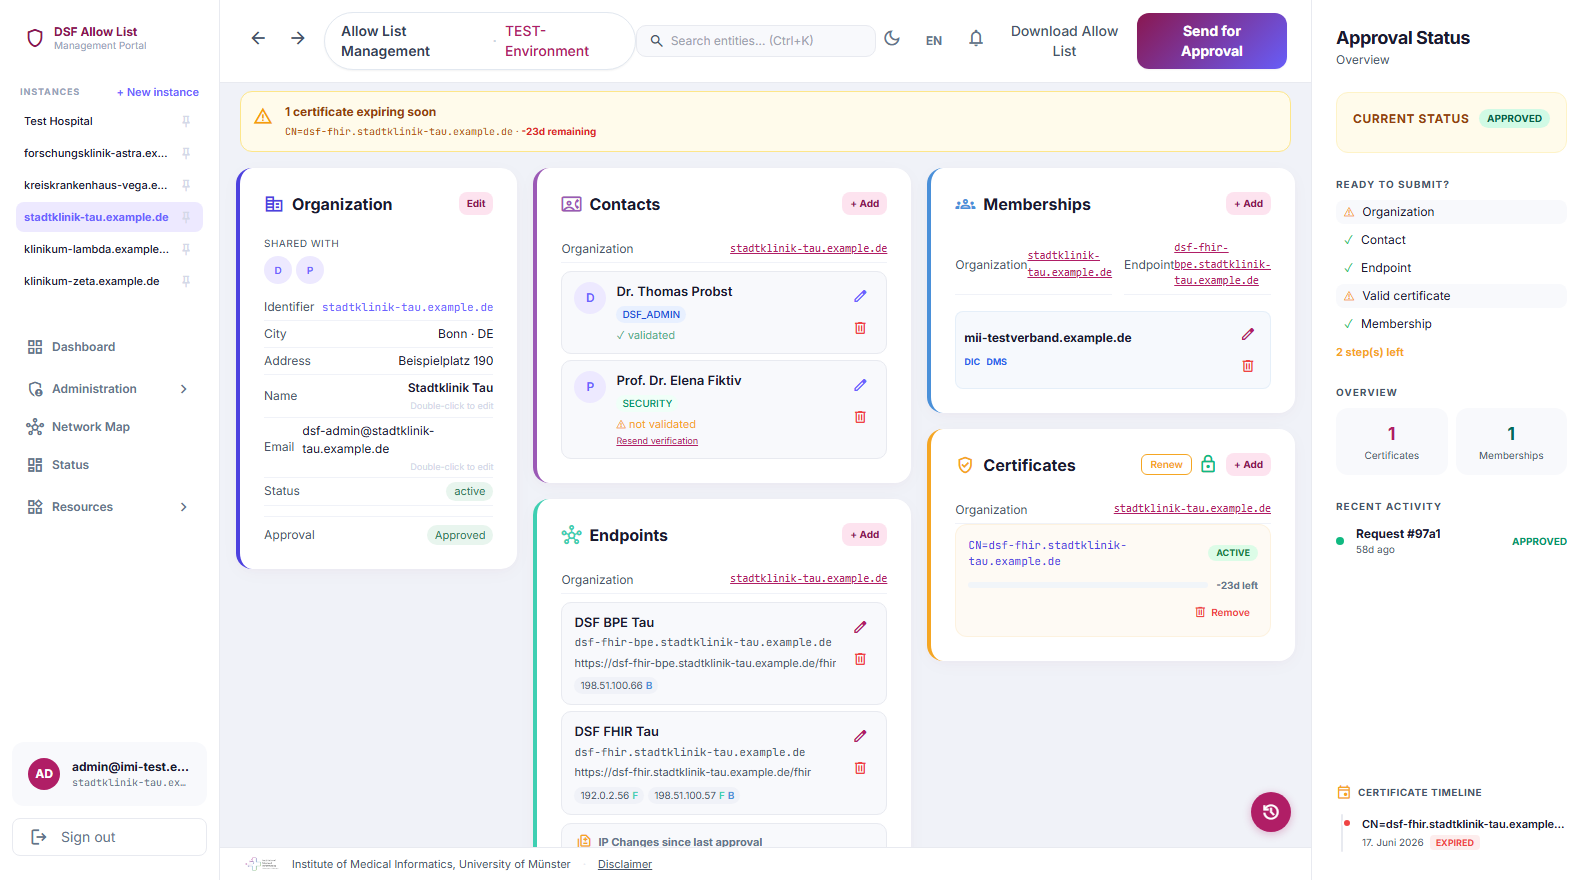 DSF Allow List
Management Portal
INSTANCES
+ New instance
Test Hospital
forschungsklinik-astra.ex...
kreiskrankenhaus-vega.e...
stadtklinik-tau.example.de
klinikum-lambda.example...
klinikum-zeta.example.de
Dashboard
Administration
Network Map
Status
Resources
AD
admin@imi-test.e...
stadtklinik-tau.ex…
Sign out
Allow List
Management
·
TEST-
Environment
Search entities... (Ctrl+K)
EN
Download Allow
List
Send for
Approval
1 certificate expiring soon
CN=dsf-fhir.stadtklinik-tau.example.de · -23d remaining
Organization
Edit
SHARED WITH
D P
Identifier stadtklinik-tau.example.de
City Bonn · DE
Address Beispielplatz 190
Name Stadtklinik Tau
Double-click to edit
Email dsf-admin@stadtklinik-
tau.example.de
Double-click to edit
Status active
Approval Approved
Contacts
+ Add
Organization stadtklinik-tau.example.de
D
Dr. Thomas Probst
DSF_ADMIN
✓ validated
P
Prof. Dr. Elena Fiktiv
SECURITY
⚠ not validated
Resend verification
Endpoints
+ Add
Organization stadtklinik-tau.example.de
DSF BPE Tau
dsf-fhir-bpe.stadtklinik-tau.example.de
https://dsf-fhir-bpe.stadtklinik-tau.example.de/fhir
198.51.100.66 B
DSF FHIR Tau
dsf-fhir.stadtklinik-tau.example.de
https://dsf-fhir.stadtklinik-tau.example.de/fhir
192.0.2.56 F 198.51.100.57 F B
IP Changes since last approval
Memberships
+ Add
Organization stadtklinik-
tau.example.de
Endpoint dsf-fhir-
bpe.stadtklinik-
tau.example.de
mii-testverband.example.de
DIC DMS
Certificates
Renew
+ Add
Organization stadtklinik-tau.example.de
CN=dsf-fhir.stadtklinik-
tau.example.de
ACTIVE
-23d left
Remove
Institute of Medical Informatics, University of Münster · Disclaimer
Approval Status
Overview
CURRENT STATUS APPROVED
READY TO SUBMIT?
⚠ Organization
✓ Contact
✓ Endpoint
⚠ Valid certificate
✓ Membership
2 step(s) left
OVERVIEW
1
Certificates
1
Memberships
RECENT ACTIVITY
Request #97a1
58d ago
APPROVED
CERTIFICATE TIMELINE
CN=dsf-fhir.stadtklinik-tau.example...
17. Juni 2026 EXPIRED